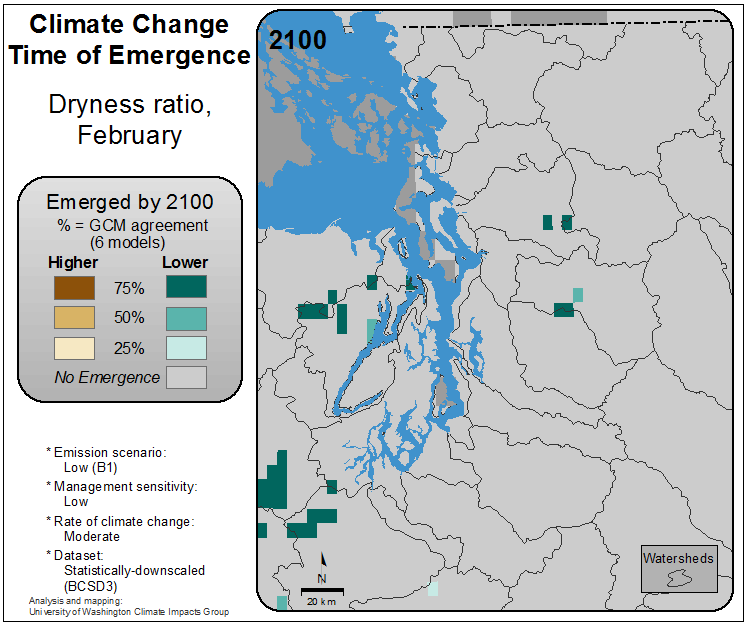 Climate Change
Time of Emergence
Dryness ratio,
February
Emerged by 2100
% = GCM agreement
(6 models)
Higher Lower
75%
50%
25%
No Emergence
* Emission scenario:
Low (B1)
* Management sensitivity:
Low
* Rate of climate change:
Moderate
* Dataset:
Statistically-downscaled
(BCSD3)
Analysis and mapping:
University of Washington Climate Impacts Group
2100
N
20 km
Watersheds